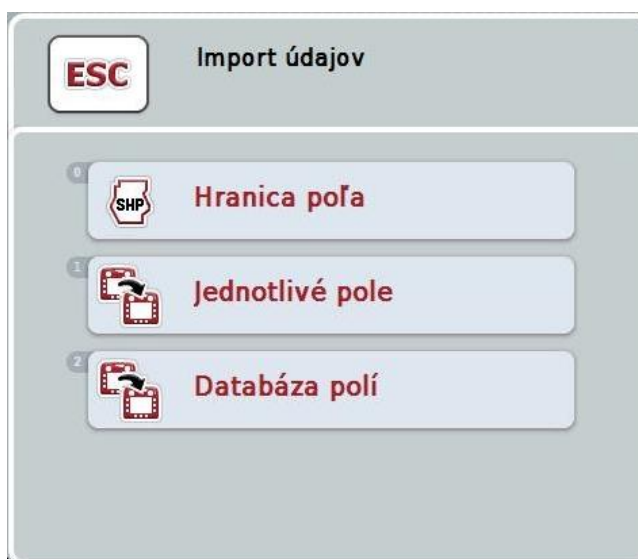 ESC
Import údajov
0
SHP
Hranica poľa
1
Jednotlivé pole
2
Databáza polí